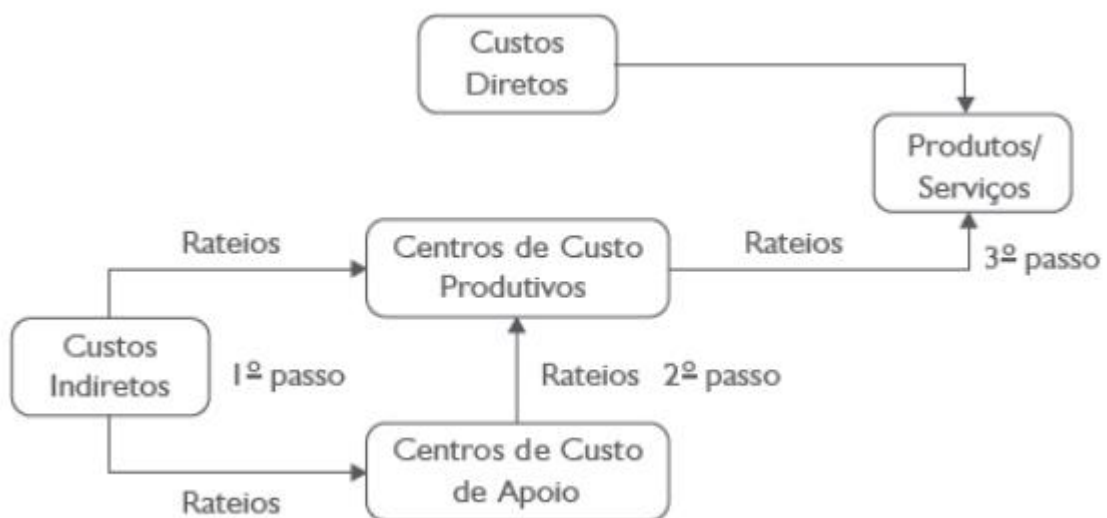 Custos
Diretos
Produtos/
Serviços
Rateios
Centros de Custo
Produtivos
Rateios
3º passo
Custos
Indiretos
1º passo
Rateios 2º passo
Centros de Custo
de Apoio
Rateios